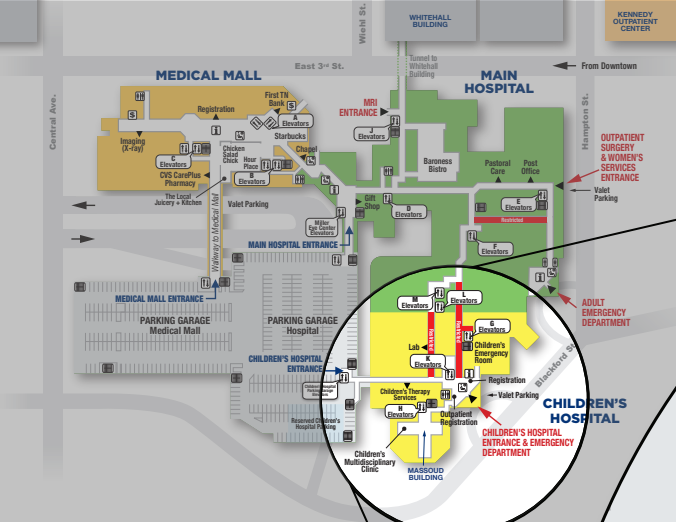 WHITEHALL
BUILDING
KENNEDY
OUTPATIENT
CENTER
Wiehl St.
East 3rd St.
Tunnel to
Whitehall
Building
From Downtown
MEDICAL MALL
MAIN
HOSPITAL
Central Ave.
Hampton St.
First TN
Bank
Registration
A
Elevators
Starbucks
MRI
ENTRANCE
J
Elevators
Imaging
(X-ray)
C
Elevators
Chicken
Salad
Chick
Hour
Place
Chapel
B
Elevators
CVS CarePlus
Pharmacy
The Local
Juicery + Kitchen
Valet Parking
Walkway to Medical Mall
Baroness
Bistro
Pastoral
Care
Post
Office
OUTPATIENT
SURGERY
& WOMEN'S
SERVICES
ENTRANCE
Valet
Parking
Gift
Shop
D
Elevators
E
Elevators
Restricted
Miller
Eye Center
Elevators
F
Elevators
MAIN HOSPITAL ENTRANCE
MEDICAL MALL ENTRANCE
PARKING GARAGE
Medical Mall
PARKING GARAGE
Hospital
M
Elevators
L
Elevators
ADULT
EMERGENCY
DEPARTMENT
Restricted
Restricted
G
Elevators
Lab
Children's
Emergency
Room
K
Elevators
Blackford St.
CHILDREN'S HOSPITAL
ENTRANCE
Registration
Valet Parking
Children's Therapy
Services
H
Elevators
Outpatient
Registration
CHILDREN'S
HOSPITAL
Reserved Children's
Hospital Parking
CHILDREN'S HOSPITAL
ENTRANCE & EMERGENCY
DEPARTMENT
Children's
Multidisciplinary
Clinic
MASSOUD
BUILDING